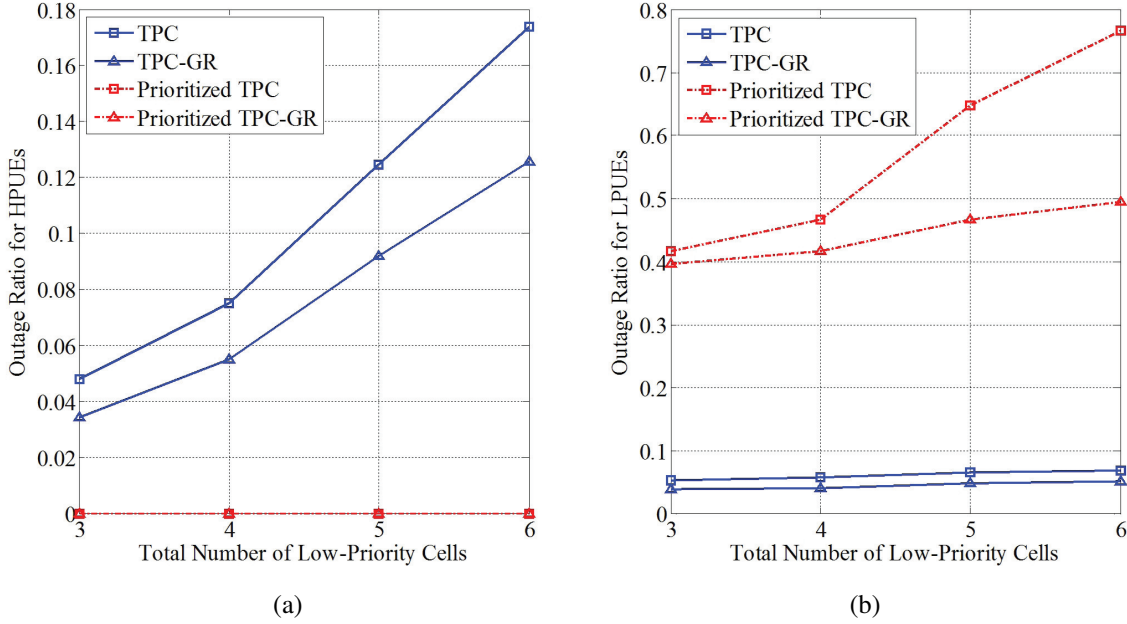 0.18
0.16
0.14
0.12
0.1
0.08
0.06
0.04
0.02
0
Outage Ratio for HPUEs
TPC
TPC-GR
Prioritized TPC
Prioritized TPC-GR
3 4 5 6
Total Number of Low-Priority Cells
(a)
0.8
0.7
0.6
0.5
0.4
0.3
0.2
0.1
0
Outage Ratio for LPUEs
TPC
TPC-GR
Prioritized TPC
Prioritized TPC-GR
3 4 5 6
Total Number of Low-Priority Cells
(b)